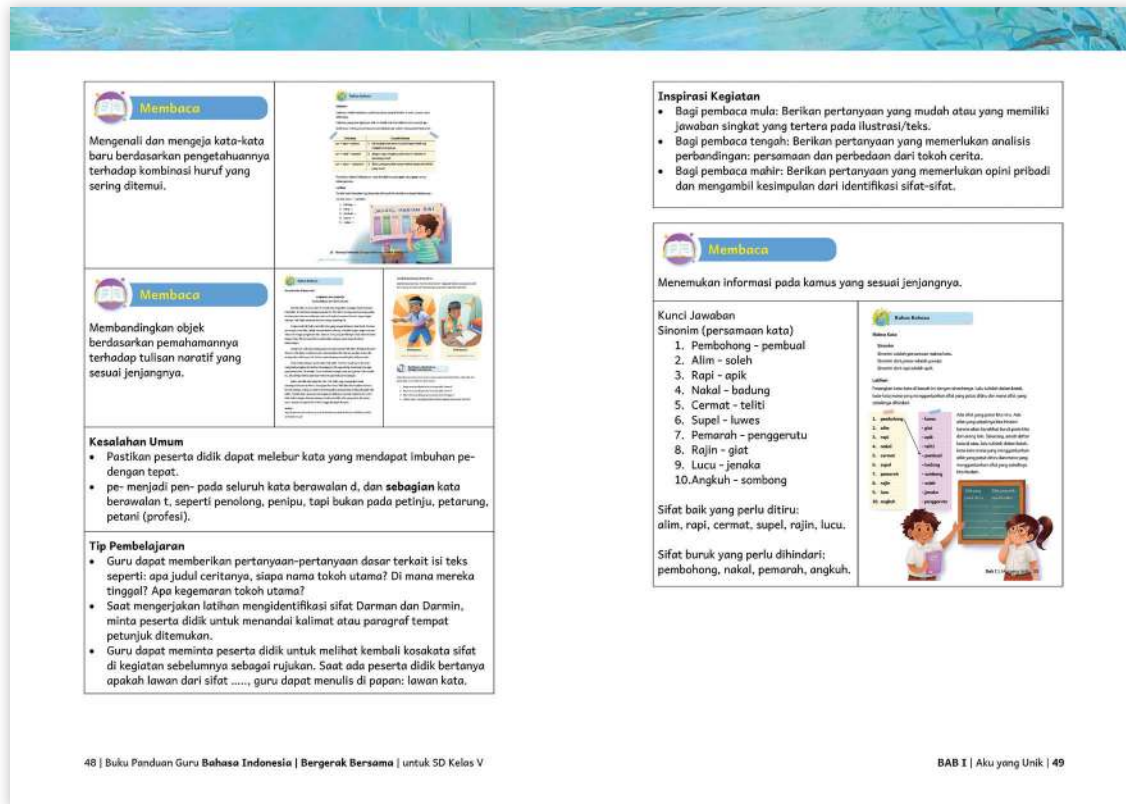 Membaca
Mengenali dan mengeja kata-kata
baru berdasarkan pengetahuannya
terhadap kombinasi huruf yang
sering ditemui.
Membaca
Membandingkan objek
berdasarkan pemahamannya
terhadap tulisan naratif yang
sesuai jenjangnya.
Kesalahan Umum
• Pastikan peserta didik dapat melebur kata yang mendapat imbuhan pe-
dengan tepat.
• pe- menjadi pen- pada seluruh kata berawalan d, dan sebagian kata
berawalan t, seperti penolong, penipu, tapi bukan pada petinju, petarung,
petani (profesi).
Tip Pembelajaran
• Guru dapat memberikan pertanyaan-pertanyaan dasar terkait isi teks
seperti: apa judul ceritanya, siapa nama tokoh utama? Di mana mereka
tinggal? Apa kegemaran tokoh utama?
• Saat mengerjakan latihan mengidentifikasi sifat Darman dan Darmin,
minta peserta didik untuk menandai kalimat atau paragraf tempat
petunjuk ditemukan.
• Guru dapat meminta peserta didik untuk melihat kembali kosakata sifat
di kegiatan sebelumnya sebagai rujukan. Saat ada peserta didik bertanya
apakah lawan dari sifat ....., guru dapat menulis di papan: lawan kata.
48 | Buku Panduan Guru Bahasa Indonesia | Bergerak Bersama | untuk SD Kelas V
Inspirasi Kegiatan
• Bagi pembaca mula: Berikan pertanyaan yang mudah atau yang memiliki
jawaban singkat yang tertera pada ilustrasi/teks.
• Bagi pembaca tengah: Berikan pertanyaan yang memerlukan analisis
perbandingan: persamaan dan perbedaan dari tokoh cerita.
• Bagi pembaca mahir: Berikan pertanyaan yang memerlukan opini pribadi
dan mengambil kesimpulan dari identifikasi sifat-sifat.
Membaca
Menemukan informasi pada kamus yang sesuai jenjangnya.
Kunci Jawaban
Sinonim (persamaan kata)
1. Pembohong - pembual
2. Alim - soleh
3. Rapi - apik
4. Nakal - badung
5. Cermat - teliti
6. Supel - luwes
7. Pemarah - penggerutu
8. Rajin - giat
9. Lucu - jenaka
10. Angkuh - sombong
Sifat baik yang perlu ditiru:
alim, rapi, cermat, supel, rajin, lucu.
Sifat buruk yang perlu dihindari:
pembohong, nakal, pemarah, angkuh.
Bahas Bahasa
BAB I | Aku yang Unik | 49